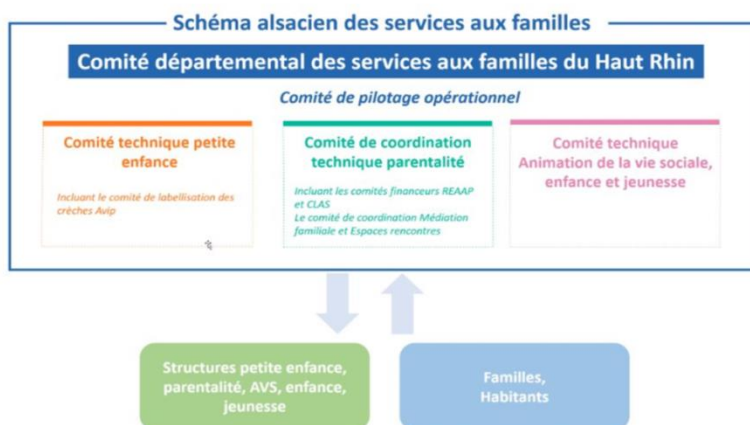 Schéma alsacien des services aux familles
Comité départemental des services aux familles du Haut Rhin
Comité de pilotage opérationnel
Comité technique petite
enfance
Incluant le comité de labellisation des
crèches Avip
Comité de coordination
technique parentalité
Incluant les comités financeurs REAAP
et CLAS
Le comité de coordination Médiation
familiale et Espaces rencontres
Comité technique
Animation de la vie sociale,
enfance et jeunesse
Structures petite enfance,
parentalité, AVS, enfance,
jeunesse
Familles,
Habitants